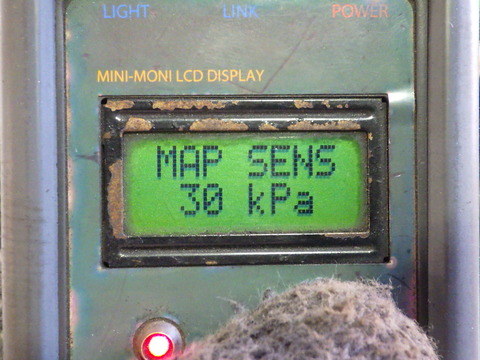 LIGHT LINK POWER
MINI-MONI LCD DISPLAY
MAP SENS
30 kPa